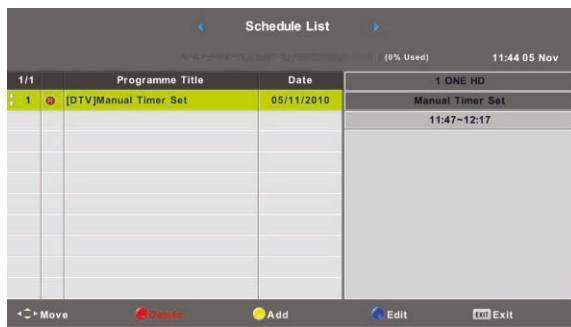 Schedule List
(0% Used) 11:44 05 Nov
1/1 Programme Title Date 1 ONE HD
1 [DTV]Manual Timer Set 05/11/2010 Manual Timer Set
11:47~12:17
Move Delete Add Edit EXIT Exit